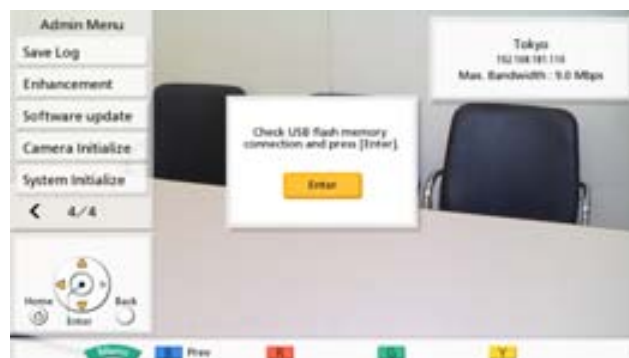 Admin Menu
Save Log
Enhancement
Software update
Camera Initialize
System Initialize
4/4
Tokyo
Max. Bandwidth : 9.0 Mbps
Check USB flash memory
connection and press [Enter].
Enter
Home
Back
Enter
Menu
B
Prev
R
G
Y